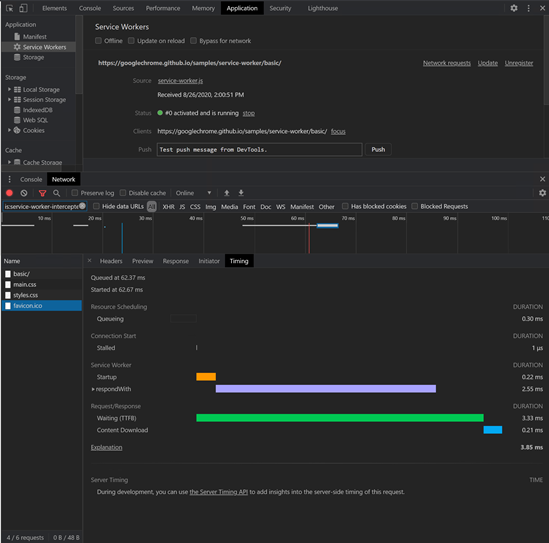 Elements Console Sources Network Performance Memory Application Security Lighthouse
Application
Manifest
Service Workers
Storage
Storage
Local Storage
Session Storage
IndexedDB
Web SQL
Cookies
Cache
Cache Storage
Service Workers
Offline Update on reload Bypass for network
https://googlechrome.github.io/samples/service-worker/basic/ Network requests Update Unregister
Source service-worker.js
Received 8/26/2020, 2:00:51 PM
Status #0 activated and is running stop
Clients https://googlechrome.github.io/samples/service-worker/basic/ focus
Push Test push message from DevTools. Push
Console Network
Preserve log Disable cache Online
is:service-worker-intercepte Hide data URLs All XHR JS CSS Img Media Font Doc WS Manifest Other Has blocked cookies Blocked Requests
10 ms 20 ms 30 ms 40 ms 50 ms 60 ms 70 ms 80 ms 90 ms 100 ms 110
Name
basic/
main.css
styles.css
favicon.ico
Headers Preview Response Initiator Timing
Queued at 62.37 ms
Started at 62.67 ms
Resource Scheduling DURATION
Queueing 0.30 ms
Connection Start DURATION
Stalled 1 μs
Service Worker DURATION
Startup 0.22 ms
respondWith 2.55 ms
Request/Response DURATION
Waiting (TTFB) 3.33 ms
Content Download 0.21 ms
Explanation 3.85 ms
Server Timing TIME
During development, you can use the Server Timing API to add insights into the server-side timing of this request.
4 / 6 requests 0 B / 48 B